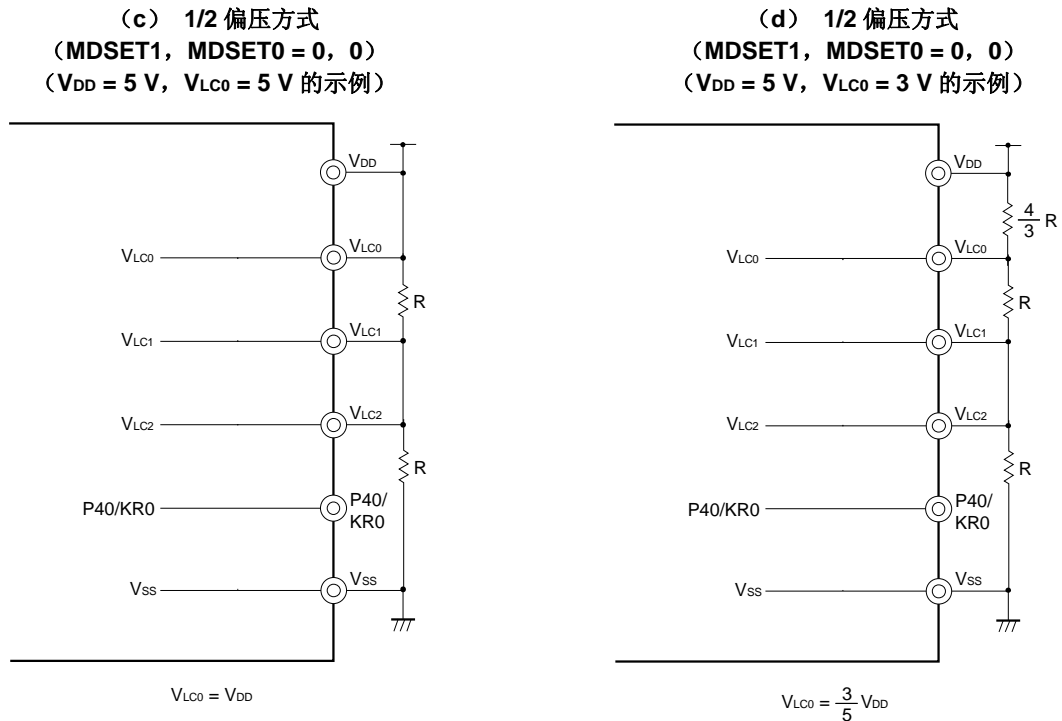 （c） 1/2 偏压方式
（MDSET1，MDSET0 = 0，0）
（VDD = 5 V，VLC0 = 5 V 的示例）
VDD
VLC0
VLC0
R
VLC1
VLC1
VLC2
VLC2
R
P40/KR0
P40/
KR0
VSS
VSS
VLC0 = VDD
（d） 1/2 偏压方式
（MDSET1，MDSET0 = 0，0）
（VDD = 5 V，VLC0 = 3 V 的示例）
VDD
4/3 R
VLC0
VLC0
R
VLC1
VLC1
VLC2
VLC2
R
P40/KR0
P40/
KR0
VSS
VSS
VLC0 = 3/5 VDD